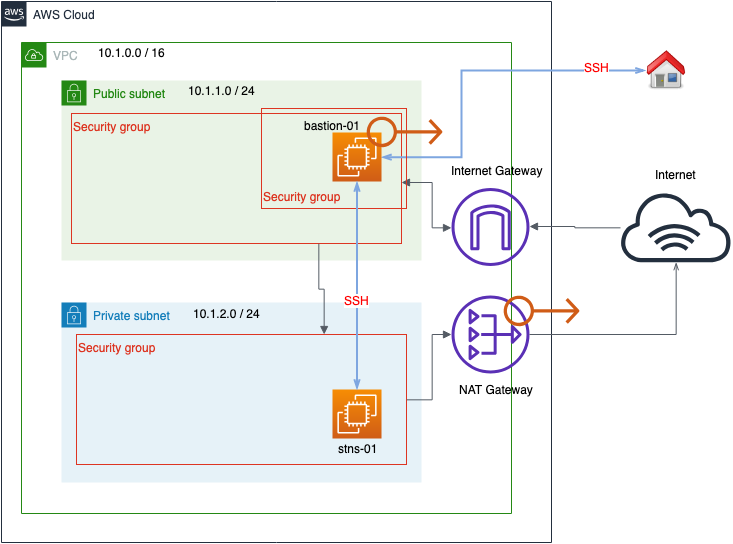 aws
AWS Cloud
VPC
10.1.0.0 / 16
Public subnet
10.1.1.0 / 24
Security group
bastion-01
Security group
SSH
Internet Gateway
Internet
SSH
Private subnet
10.1.2.0 / 24
Security group
NAT Gateway
stns-01